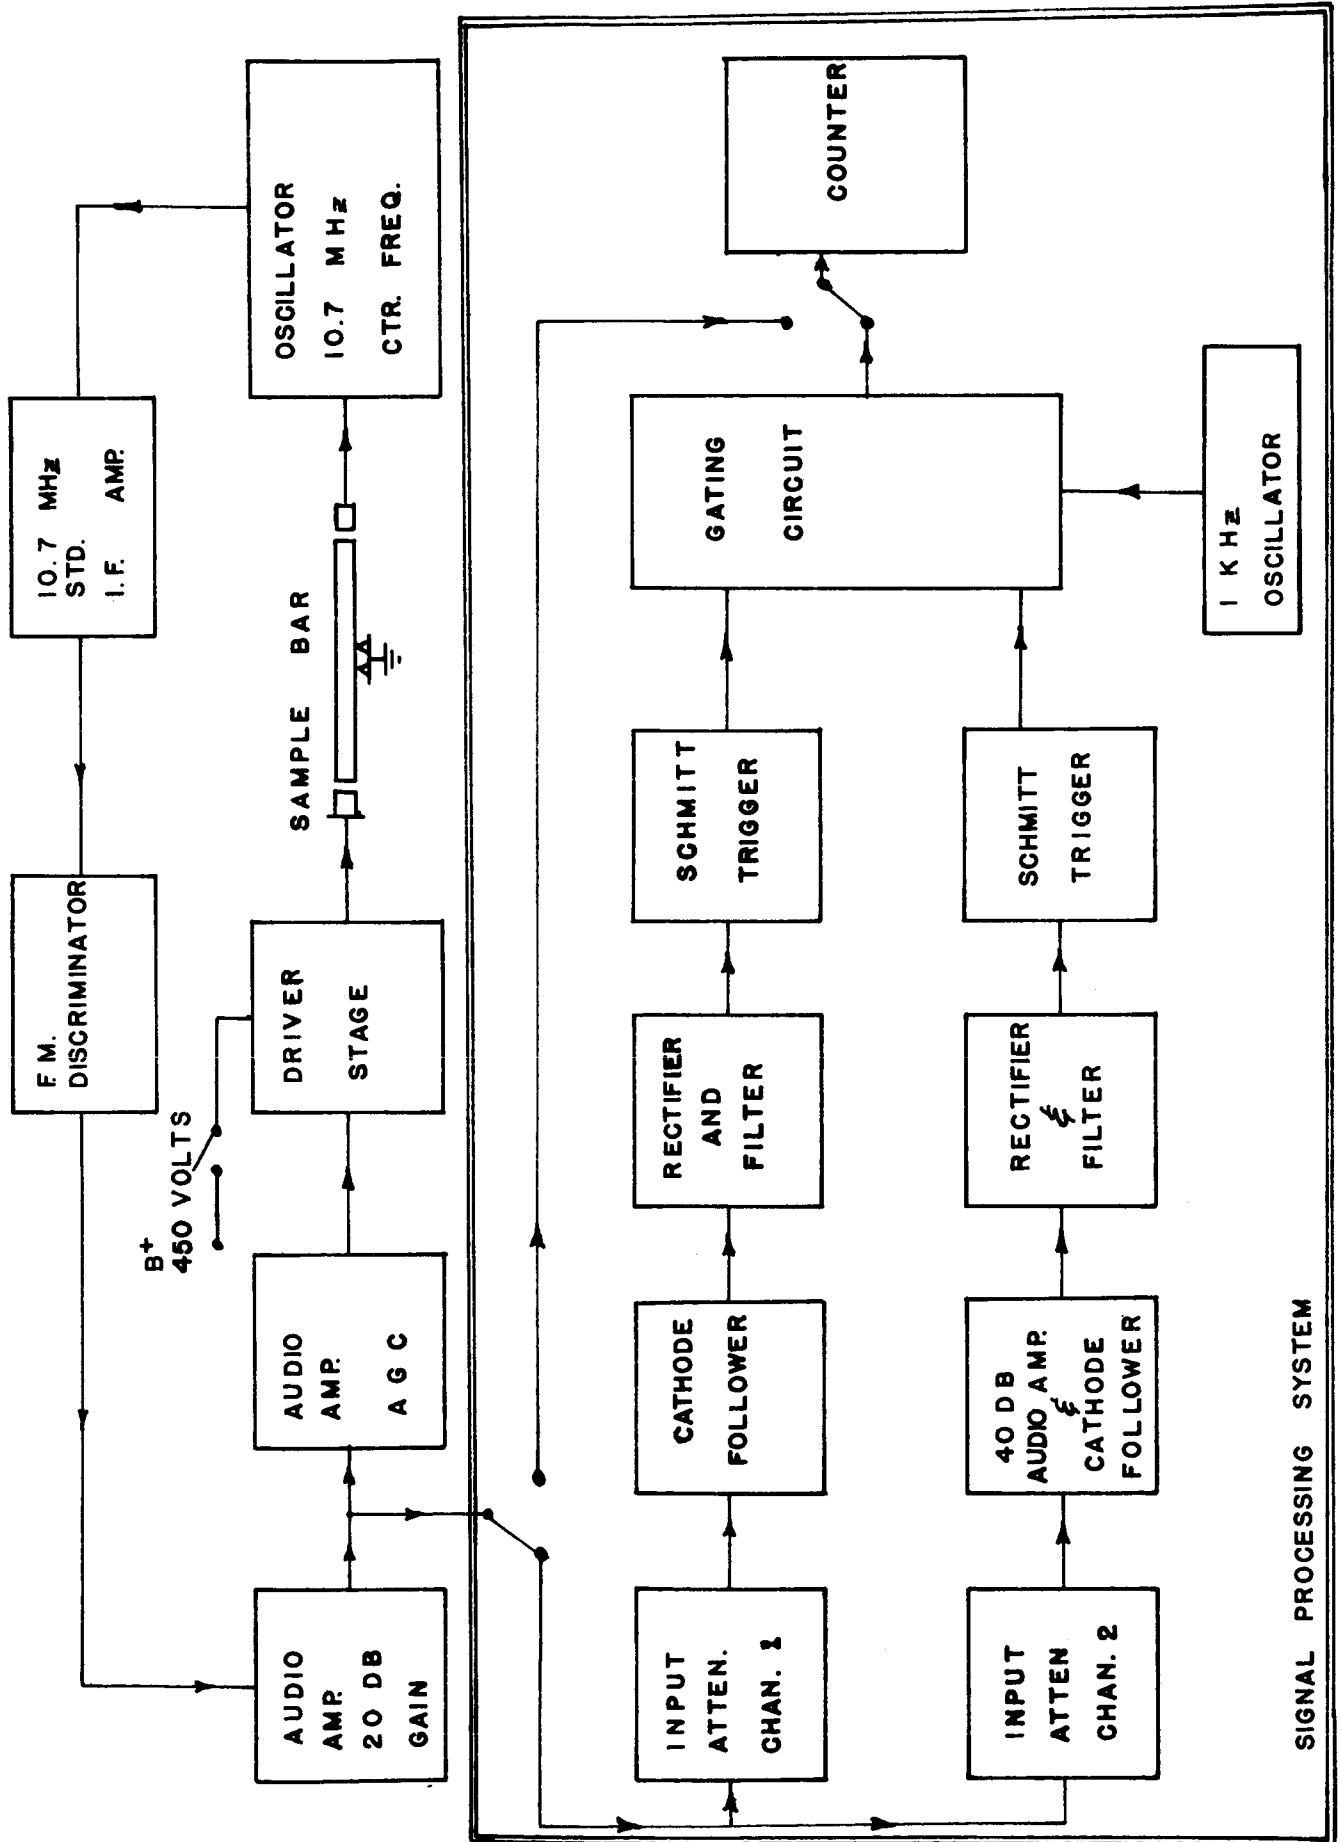 10.7 MHz
STD.
I.F. AMP.
F.M.
DISCRIMINATOR
OSCILLATOR
10.7 MHz
CTR. FREQ.
SAMPLE BAR
DRIVER
STAGE
B+
450 VOLTS
AUDIO
AMP.
AGC
AUDIO
AMP.
20 DB
GAIN
INPUT
ATTEN.
CHAN. 1
CATHODE
FOLLOWER
RECTIFIER
AND
FILTER
SCHMITT
TRIGGER
GATING
CIRCUIT
COUNTER
INPUT
ATTEN
CHAN. 2
40 DB
AUDIO AMP.
&
CATHODE
FOLLOWER
RECTIFIER
&
FILTER
SCHMITT
TRIGGER
1 KHz
OSCILLATOR
SIGNAL PROCESSING SYSTEM